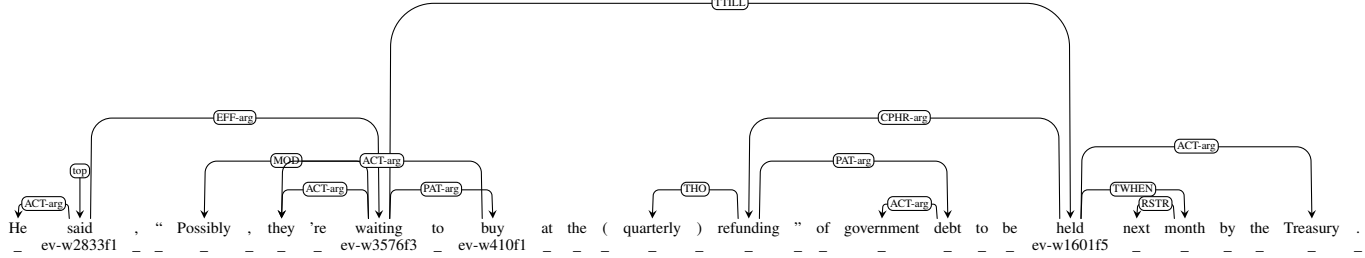 TTILL
EFF-arg CPHR-arg
ACT-arg
top MOD ACT-arg PAT-arg
ACT-arg PAT-arg THO TWHEN
ACT-arg ACT-arg RSTR
He said , “ Possibly , they ’re waiting to buy at the ( quarterly ) refunding ” of government debt to be held next month by the Treasury .
_ ev-w2833f1 _ _ _ _ _ _ ev-w3576f3 _ ev-w410f1 _ _ _ _ _ _ _ _ _ _ _ _ ev-w1601f5 _ _ _ _ _ _